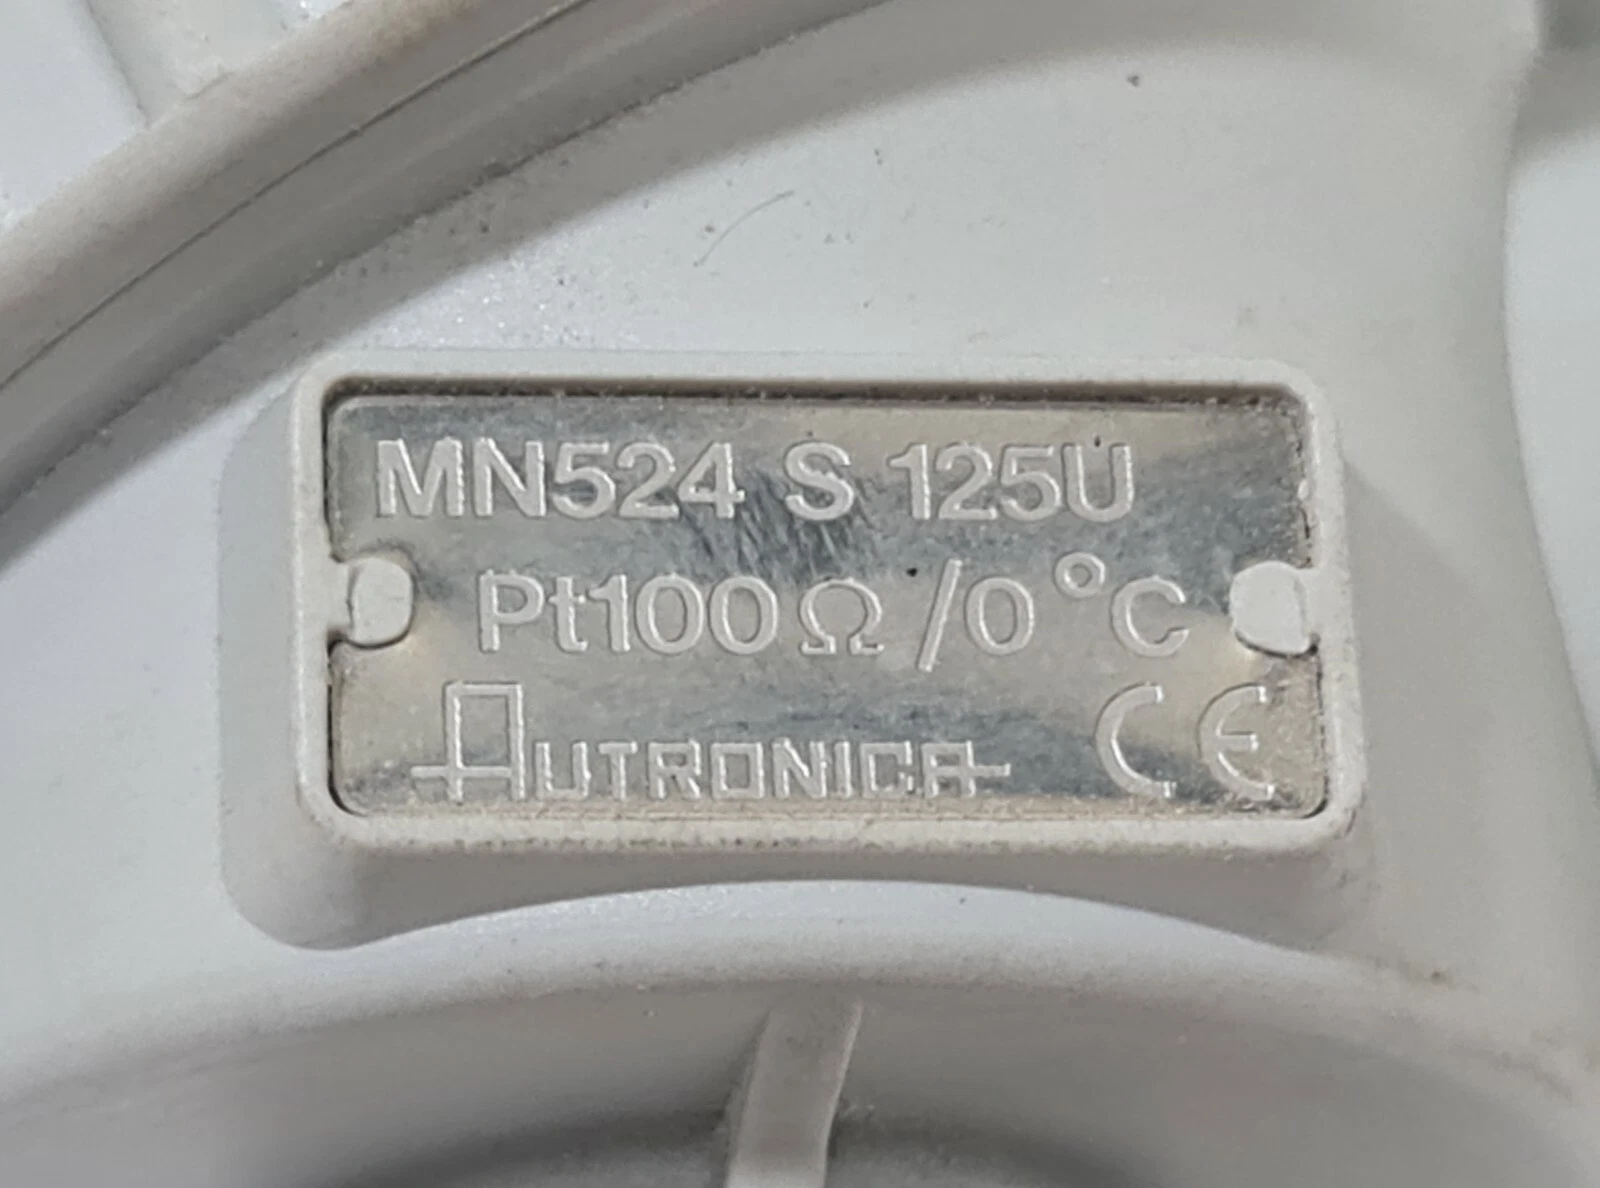 MN524 S 125U
Pt100Ω/0°C
AUTRONICA CE